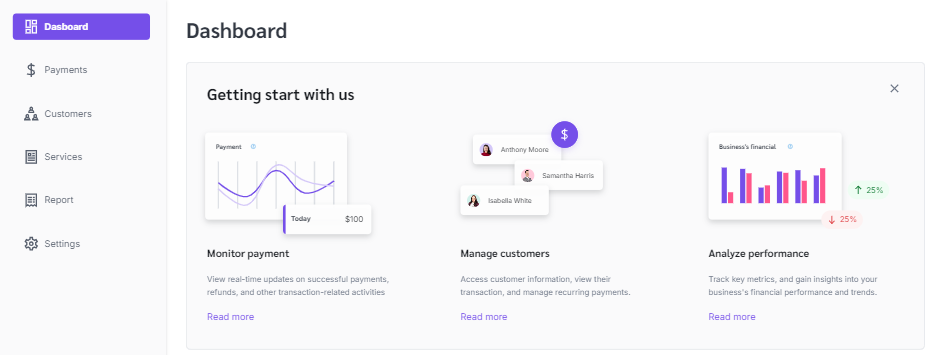 Dasboard
Payments
Customers
Services
Report
Settings
Dashboard
Getting start with us
Payment
Today $100
Monitor payment
View real-time updates on successful payments,
refunds, and other transaction-related activities
Read more
$
Anthony Moore
Samantha Harris
Isabella White
Manage customers
Access customer information, view their
transaction, and manage recurring payments.
Read more
Business's financial
25%
25%
Analyze performance
Track key metrics, and gain insights into your
business's financial performance and trends.
Read more